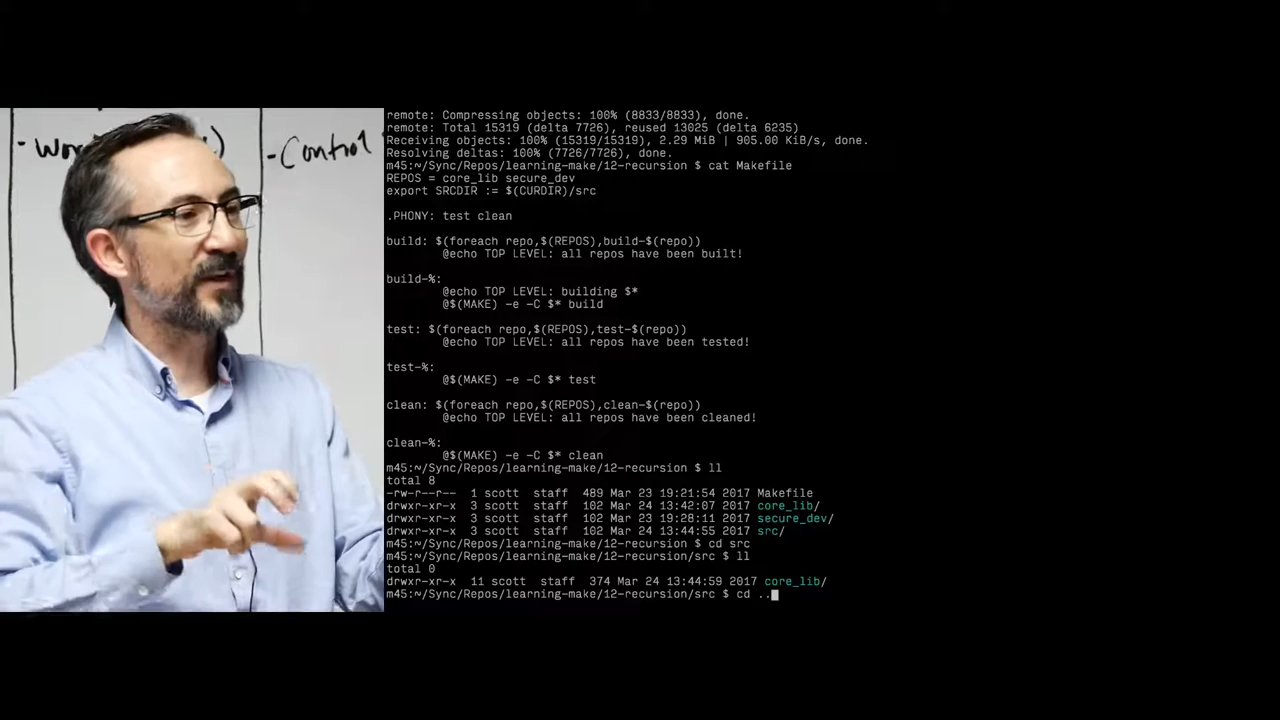 - Control
remote: Compressing objects: 100% (8833/8833), done.
remote: Total 15319 (delta 7726), reused 13025 (delta 6235)
Receiving objects: 100% (15319/15319), 2.29 MiB | 905.00 KiB/s, done.
Resolving deltas: 100% (7726/7726), done.
m45:~/Sync/Repos/learning-make/12-recursion $ cat Makefile
REPOS = core_lib secure_dev
export SRCDIR := $(CURDIR)/src
.PHONY: test clean
build: $(foreach repo,$(REPOS),build-$(repo))
@echo TOP LEVEL: all repos have been built!
build-%:
@echo TOP LEVEL: building $*
@$(MAKE) -e -C $* build
test: $(foreach repo,$(REPOS),test-$(repo))
@echo TOP LEVEL: all repos have been tested!
test-%:
@$(MAKE) -e -C $* test
clean: $(foreach repo,$(REPOS),clean-$(repo))
@echo TOP LEVEL: all repos have been cleaned!
clean-%:
@$(MAKE) -e -C $* clean
m45:~/Sync/Repos/learning-make/12-recursion $ ll
total 8
-rw-r--r-- 1 scott staff 489 Mar 23 19:21:54 2017 Makefile
drwxr-xr-x 3 scott staff 102 Mar 24 13:42:07 2017 core_lib/
drwxr-xr-x 3 scott staff 102 Mar 23 19:28:11 2017 secure_dev/
drwxr-xr-x 3 scott staff 102 Mar 24 13:44:55 2017 src/
m45:~/Sync/Repos/learning-make/12-recursion $ cd src
m45:~/Sync/Repos/learning-make/12-recursion/src $ ll
total 0
drwxr-xr-x 11 scott staff 374 Mar 24 13:44:59 2017 core_lib/
m45:~/Sync/Repos/learning-make/12-recursion/src $ cd ..